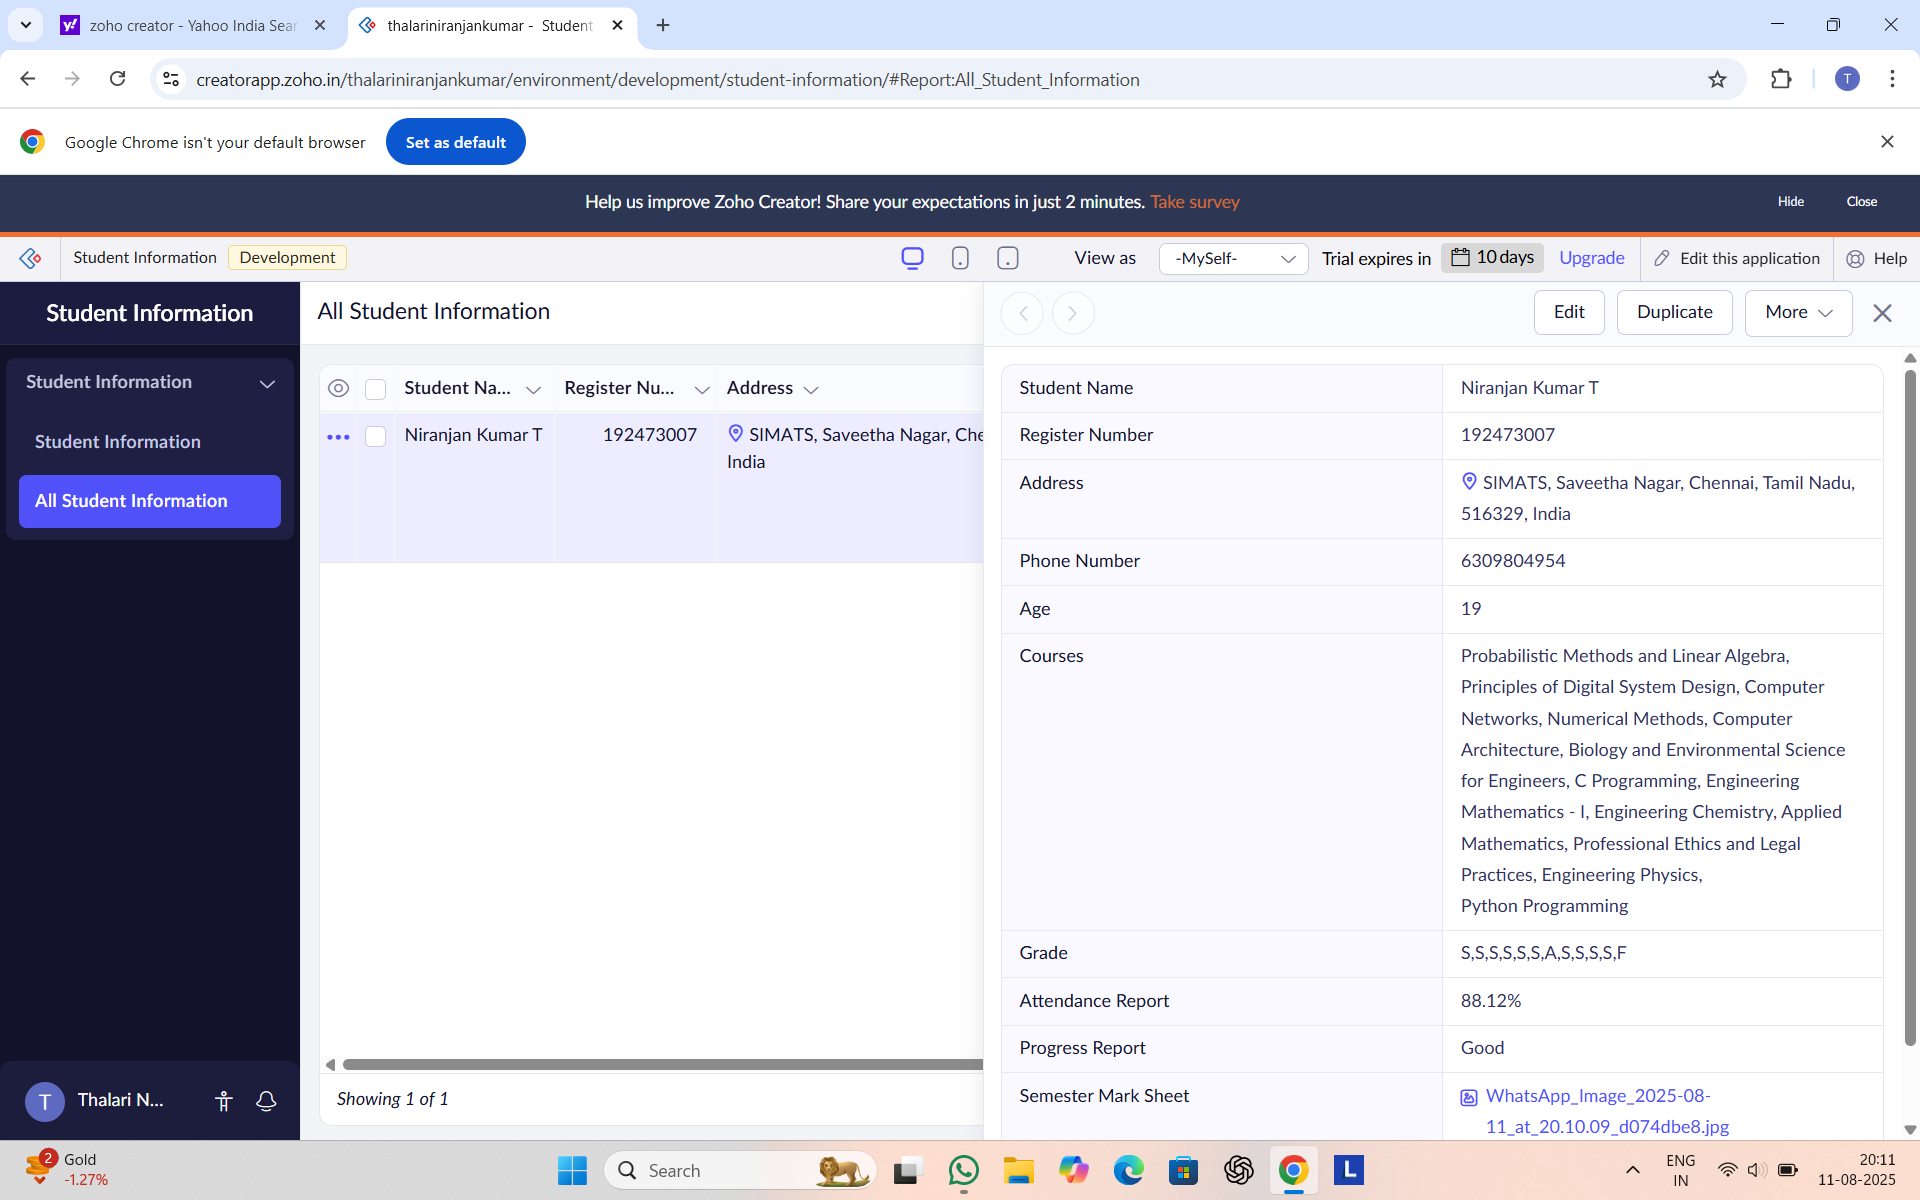 zoho creator - Yahoo India Sear
thalariniranjankumar - Student
creatorapp.zoho.in/thalariniranjankumar/environment/development/student-information/#Report:All_Student_Information
T
Google Chrome isn't your default browser
Set as default
Help us improve Zoho Creator! Share your expectations in just 2 minutes. Take survey
Hide
Close
Student Information
Development
View as
-MySelf-
Trial expires in
10 days
Upgrade
Edit this application
Help
Student Information
Student Information
Student Information
All Student Information
All Student Information
Student Na...
Register Nu...
Address
Niranjan Kumar T
192473007
SIMATS, Saveetha Nagar, Che
India
Showing 1 of 1
Edit
Duplicate
More
Student Name
Niranjan Kumar T
Register Number
192473007
Address
SIMATS, Saveetha Nagar, Chennai, Tamil Nadu,
516329, India
Phone Number
6309804954
Age
19
Courses
Probabilistic Methods and Linear Algebra,
Principles of Digital System Design, Computer
Networks, Numerical Methods, Computer
Architecture, Biology and Environmental Science
for Engineers, C Programming, Engineering
Mathematics - I, Engineering Chemistry, Applied
Mathematics, Professional Ethics and Legal
Practices, Engineering Physics,
Python Programming
Grade
S,S,S,S,S,S,A,S,S,S,S,F
Attendance Report
88.12%
Progress Report
Good
Semester Mark Sheet
WhatsApp_Image_2025-08-
11_at_20.10.09_d074dbe8.jpg
T
Thalari N...
2
Gold
-1.27%
Search
L
ENG
IN
20:11
11-08-2025